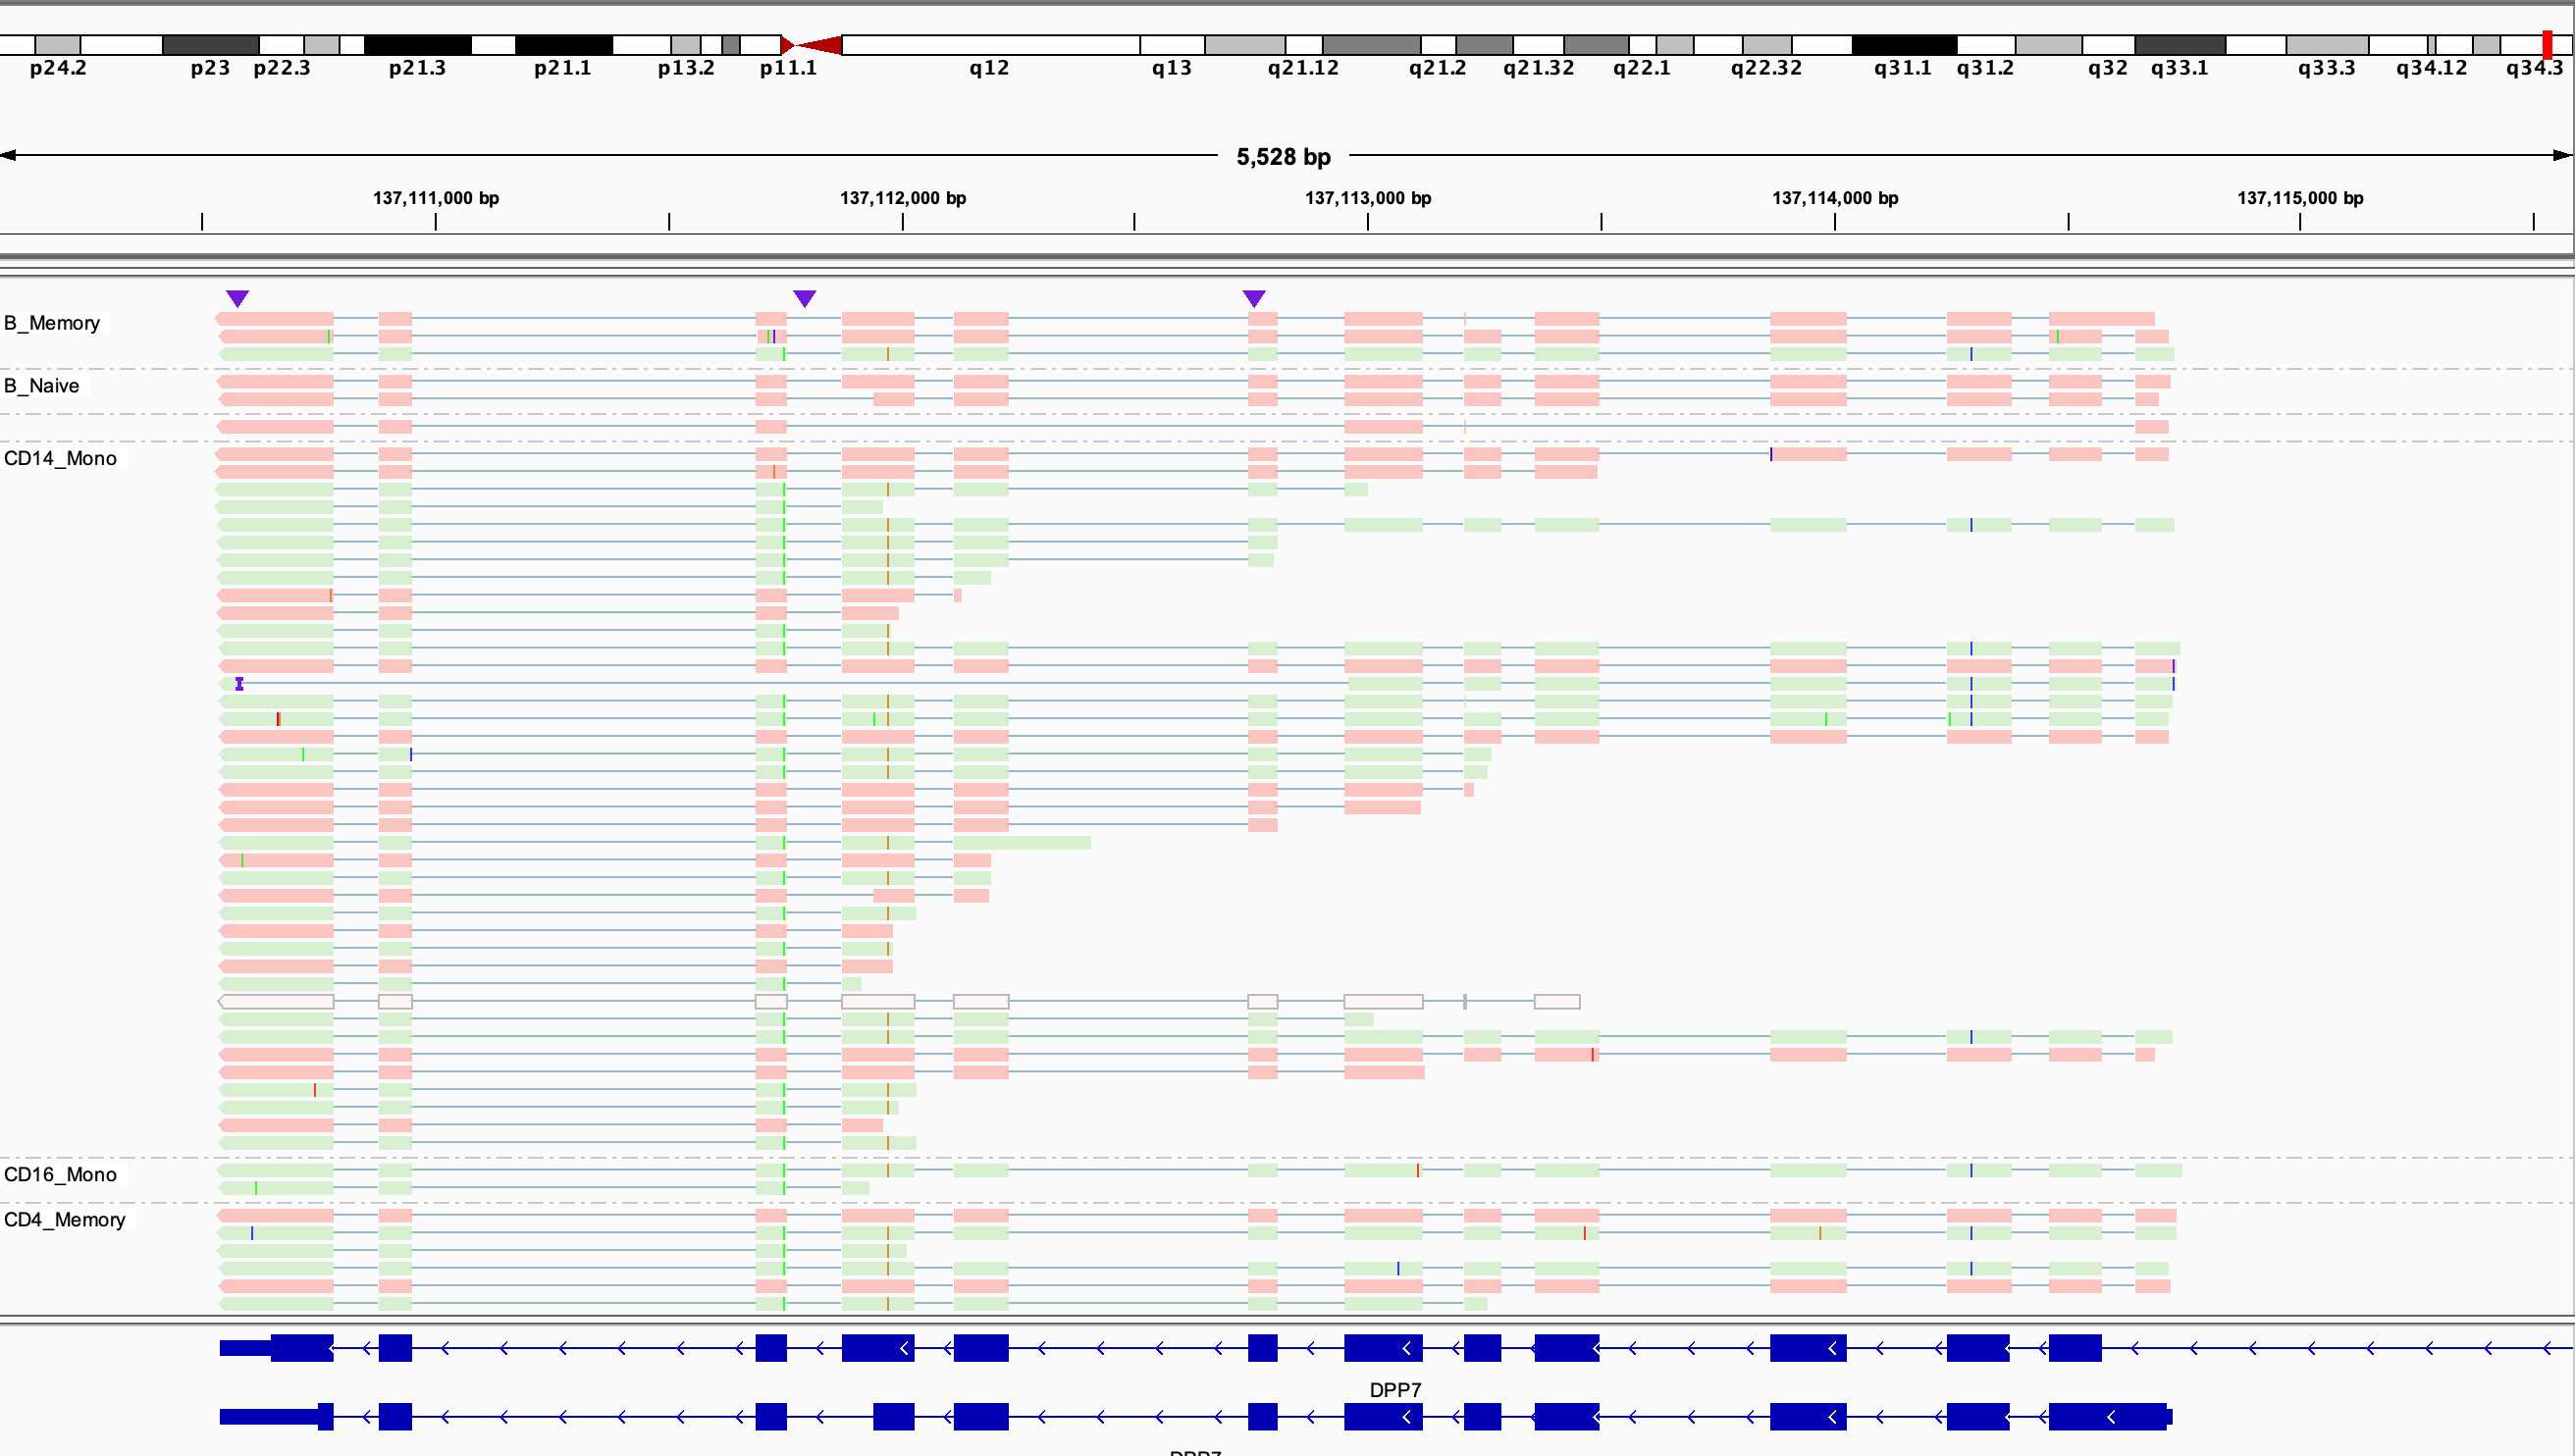 p24.2 p23 p22.3 p21.3 p21.1 p13.2 p11.1 q12 q13 q21.12 q21.2 q21.32 q22.1 q22.32 q31.1 q31.2 q32 q33.1 q33.3 q34.12 q34.3
5,528 bp
137,111,000 bp 137,112,000 bp 137,113,000 bp 137,114,000 bp 137,115,000 bp
B_Memory
B_Naive
CD14_Mono
CD16_Mono
CD4_Memory
DPP7
DPP7